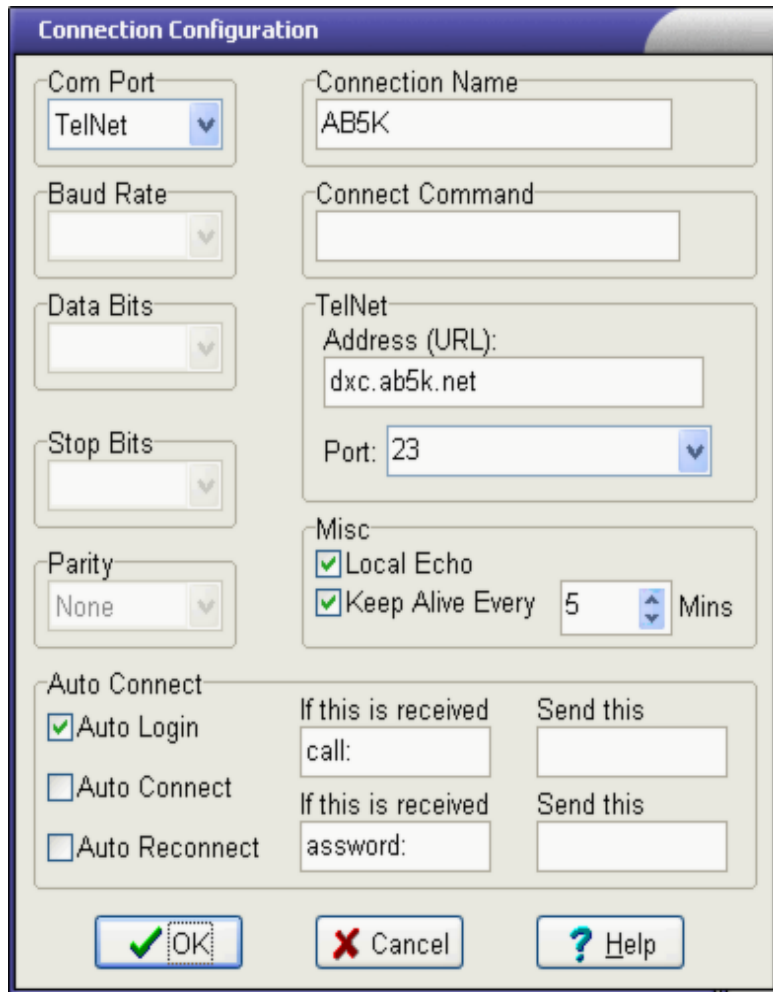 Connection Configuration
Com Port
TelNet
Connection Name
AB5K
Baud Rate
Connect Command
Data Bits
TelNet
Address (URL):
dxc.ab5k.net
Port: 23
Stop Bits
Misc
Local Echo
Keep Alive Every 5 Mins
Parity
None
Auto Connect
Auto Login
Auto Connect
Auto Reconnect
If this is received
call:
Send this
If this is received
assword:
Send this
OK
Cancel
? Help